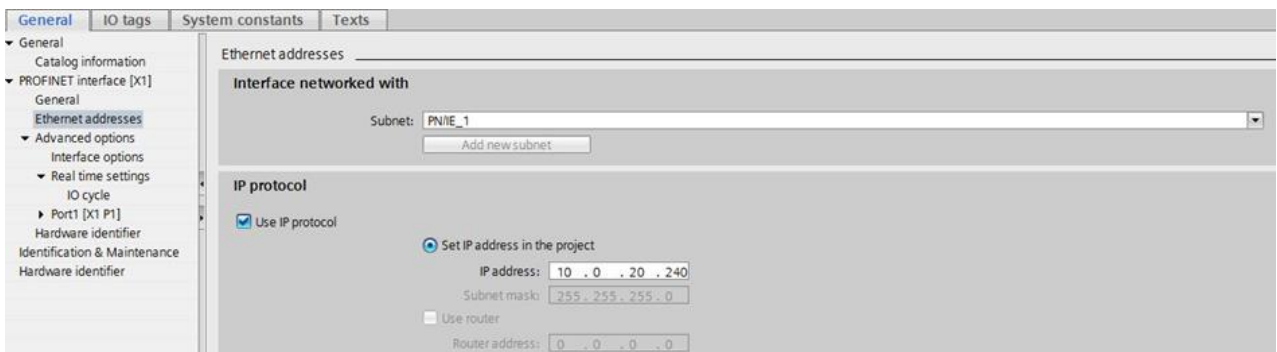 General IO tags System constants Texts
General
Catalog information
PROFINET interface [X1]
General
Ethernet addresses
Advanced options
Interface options
Real time settings
IO cycle
Port1 [X1 P1]
Hardware identifier
Identification & Maintenance
Hardware identifier
Ethernet addresses
Interface networked with
Subnet: PN/IE_1
Add new subnet
IP protocol
Use IP protocol
Set IP address in the project
IP address: 10 . 0 . 20 . 240
Subnet mask: 255 . 255 . 255 . 0
Use router
Router address: 0 . 0 . 0 . 0